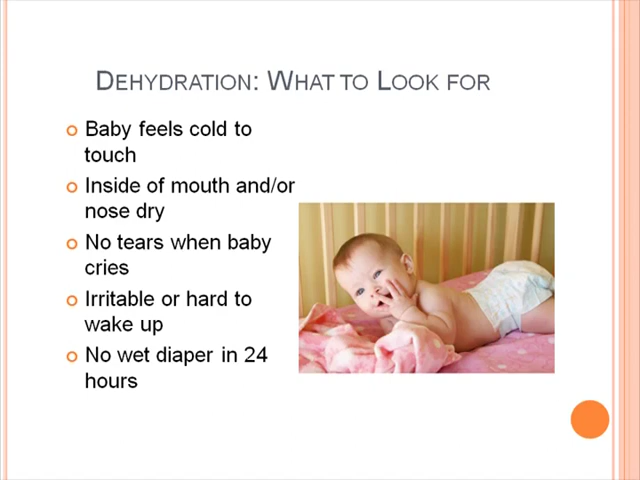 DEHYDRATION: WHAT TO LOOK FOR
Baby feels cold to
touch
Inside of mouth and/or
nose dry
No tears when baby
cries
Irritable or hard to
wake up
No wet diaper in 24
hours